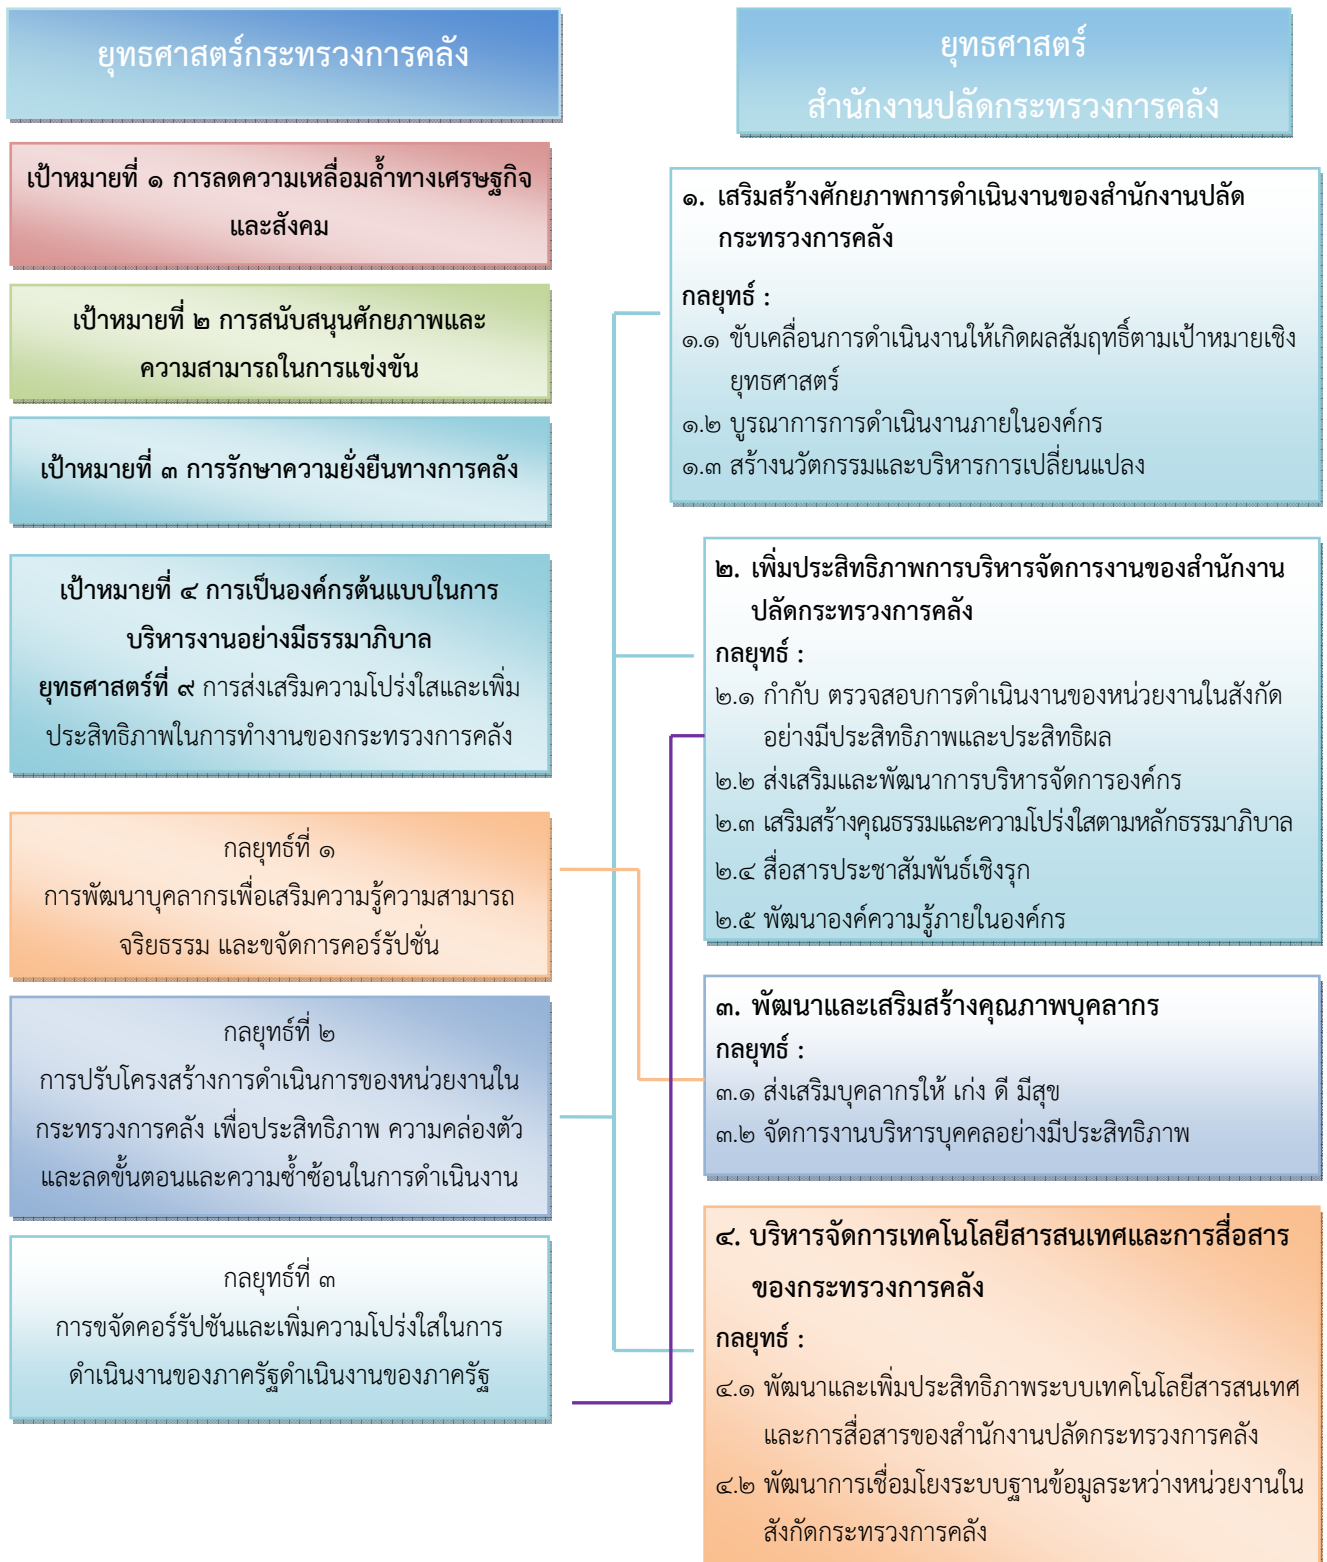 ยุทธศาสตร์กระทรวงการคลัง
เป้าหมายที่ ๑ การลดความเหลื่อมล้ำทางเศรษฐกิจ
และสังคม
เป้าหมายที่ ๒ การสนับสนุนศักยภาพและ
ความสามารถในการแข่งขัน
เป้าหมายที่ ๓ การรักษาความยั่งยืนทางการคลัง
เป้าหมายที่ ๔ การเป็นองค์กรต้นแบบในการ
บริหารงานอย่างมีธรรมาภิบาล
ยุทธศาสตร์ที่ ๙ การส่งเสริมความโปร่งใสและเพิ่ม
ประสิทธิภาพในการทำงานของกระทรวงการคลัง
กลยุทธ์ที่ ๑
การพัฒนาบุคลากรเพื่อเสริมความรู้ความสามารถ
จริยธรรม และขจัดการคอร์รัปชั่น
กลยุทธ์ที่ ๒
การปรับโครงสร้างการดำเนินการของหน่วยงานใน
กระทรวงการคลัง เพื่อประสิทธิภาพ ความคล่องตัว
และลดขั้นตอนและความซ้ำซ้อนในการดำเนินงาน
กลยุทธ์ที่ ๓
การขจัดคอร์รัปชันและเพิ่มความโปร่งใสในการ
ดำเนินงานของภาครัฐดำเนินงานของภาครัฐ
ยุทธศาสตร์
สำนักงานปลัดกระทรวงการคลัง
๑. เสริมสร้างศักยภาพการดำเนินงานของสำนักงานปลัด
กระทรวงการคลัง
กลยุทธ์ :
๑.๑ ขับเคลื่อนการดำเนินงานให้เกิดผลสัมฤทธิ์ตามเป้าหมายเชิง
ยุทธศาสตร์
๑.๒ บูรณาการการดำเนินงานภายในองค์กร
๑.๓ สร้างนวัตกรรมและบริหารการเปลี่ยนแปลง
๒. เพิ่มประสิทธิภาพการบริหารจัดการงานของสำนักงาน
ปลัดกระทรวงการคลัง
กลยุทธ์ :
๒.๑ กำกับ ตรวจสอบการดำเนินงานของหน่วยงานในสังกัด
อย่างมีประสิทธิภาพและประสิทธิผล
๒.๒ ส่งเสริมและพัฒนาการบริหารจัดการองค์กร
๒.๓ เสริมสร้างคุณธรรมและความโปร่งใสตามหลักธรรมาภิบาล
๒.๔ สื่อสารประชาสัมพันธ์เชิงรุก
๒.๕ พัฒนาองค์ความรู้ภายในองค์กร
๓. พัฒนาและเสริมสร้างคุณภาพบุคลากร
กลยุทธ์ :
๓.๑ ส่งเสริมบุคลากรให้ เก่ง ดี มีสุข
๓.๒ จัดการงานบริหารบุคคลอย่างมีประสิทธิภาพ
๔. บริหารจัดการเทคโนโลยีสารสนเทศและการสื่อสาร
ของกระทรวงการคลัง
กลยุทธ์ :
๔.๑ พัฒนาและเพิ่มประสิทธิภาพระบบเทคโนโลยีสารสนเทศ
และการสื่อสารของสำนักงานปลัดกระทรวงการคลัง
๔.๒ พัฒนาการเชื่อมโยงระบบฐานข้อมูลระหว่างหน่วยงานใน
สังกัดกระทรวงการคลัง